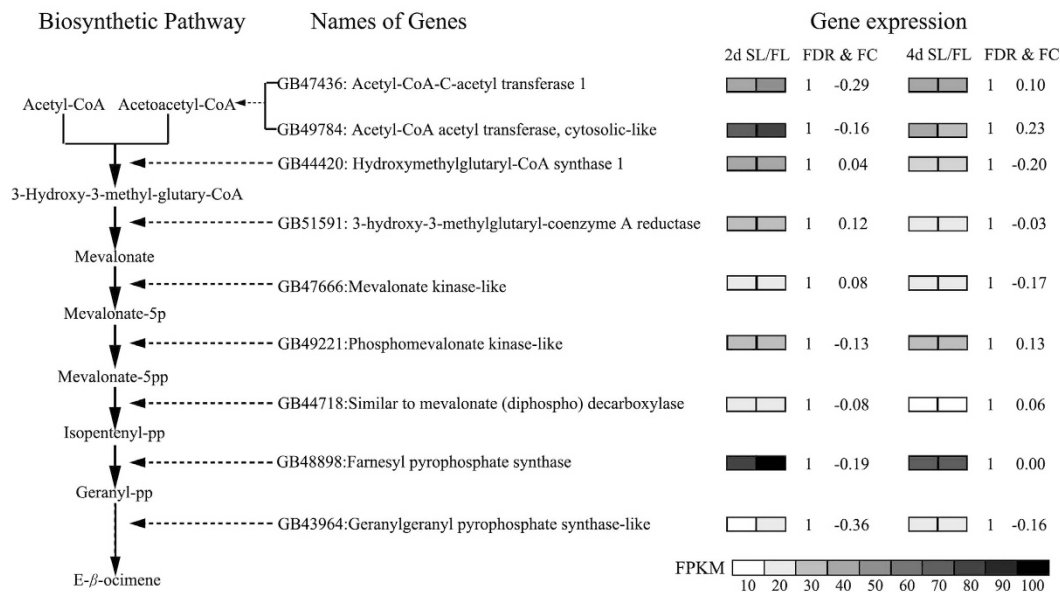 Biosynthetic Pathway Names of Genes Gene expression
2d SL/FL FDR & FC 4d SL/FL FDR & FC
GB47436: Acetyl-CoA-C-acetyl transferase 1 1 -0.29 1 0.10
Acetyl-CoA Acetoacetyl-CoA
GB49784: Acetyl-CoA acetyl transferase, cytosolic-like 1 -0.16 1 0.23
GB44420: Hydroxymethylglutaryl-CoA synthase 1 1 0.04 1 -0.20
3-Hydroxy-3-methyl-glutary-CoA
GB51591: 3-hydroxy-3-methylglutaryl-coenzyme A reductase 1 0.12 1 -0.03
Mevalonate
GB47666:Mevalonate kinase-like 1 0.08 1 -0.17
Mevalonate-5p
GB49221:Phosphomevalonate kinase-like 1 -0.13 1 0.13
Mevalonate-5pp
GB44718:Similar to mevalonate (diphospho) decarboxylase 1 -0.08 1 0.06
Isopentenyl-pp
GB48898:Farnesyl pyrophosphate synthase 1 -0.19 1 0.00
Geranyl-pp
GB43964:Geranylgeranyl pyrophosphate synthase-like 1 -0.36 1 -0.16
E-β-ocimene
FPKM
10 20 30 40 50 60 70 80 90 100